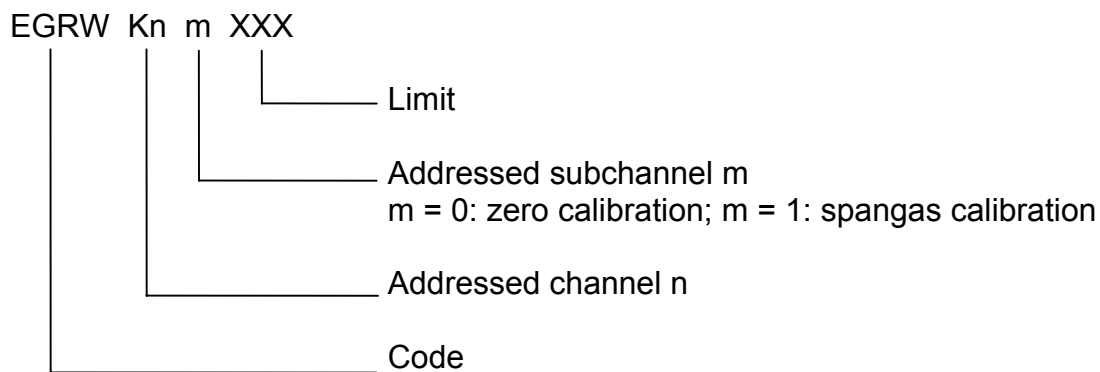 EGRW Kn m XXX
Limit
Addressed subchannel m
m = 0: zero calibration; m = 1: spangas calibration
Addressed channel n
Code